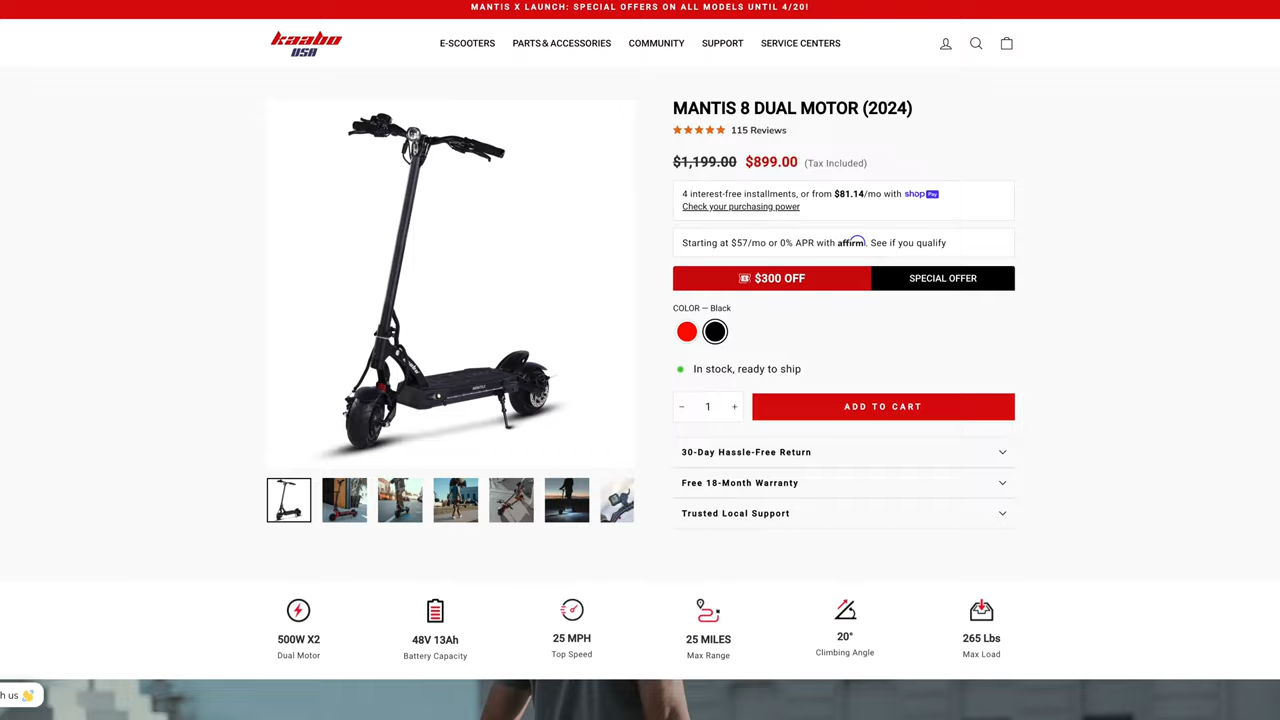 MANTIS X LAUNCH: SPECIAL OFFERS ON ALL MODELS UNTIL 4/20!
kaabo
USA
E-SCOOTERS PARTS & ACCESSORIES COMMUNITY SUPPORT SERVICE CENTERS
MANTIS 8 DUAL MOTOR (2024)
115 Reviews
$1,199.00 $899.00 (Tax Included)
4 interest-free installments, or from $81.14/mo with shop Pay
Check your purchasing power
Starting at $57/mo or 0% APR with affirm. See if you qualify
$300 OFF SPECIAL OFFER
COLOR — Black
In stock, ready to ship
− 1 + ADD TO CART
30-Day Hassle-Free Return
Free 18-Month Warranty
Trusted Local Support
500W X2
Dual Motor
48V 13Ah
Battery Capacity
25 MPH
Top Speed
25 MILES
Max Range
20°
Climbing Angle
265 Lbs
Max Load
h us 👋